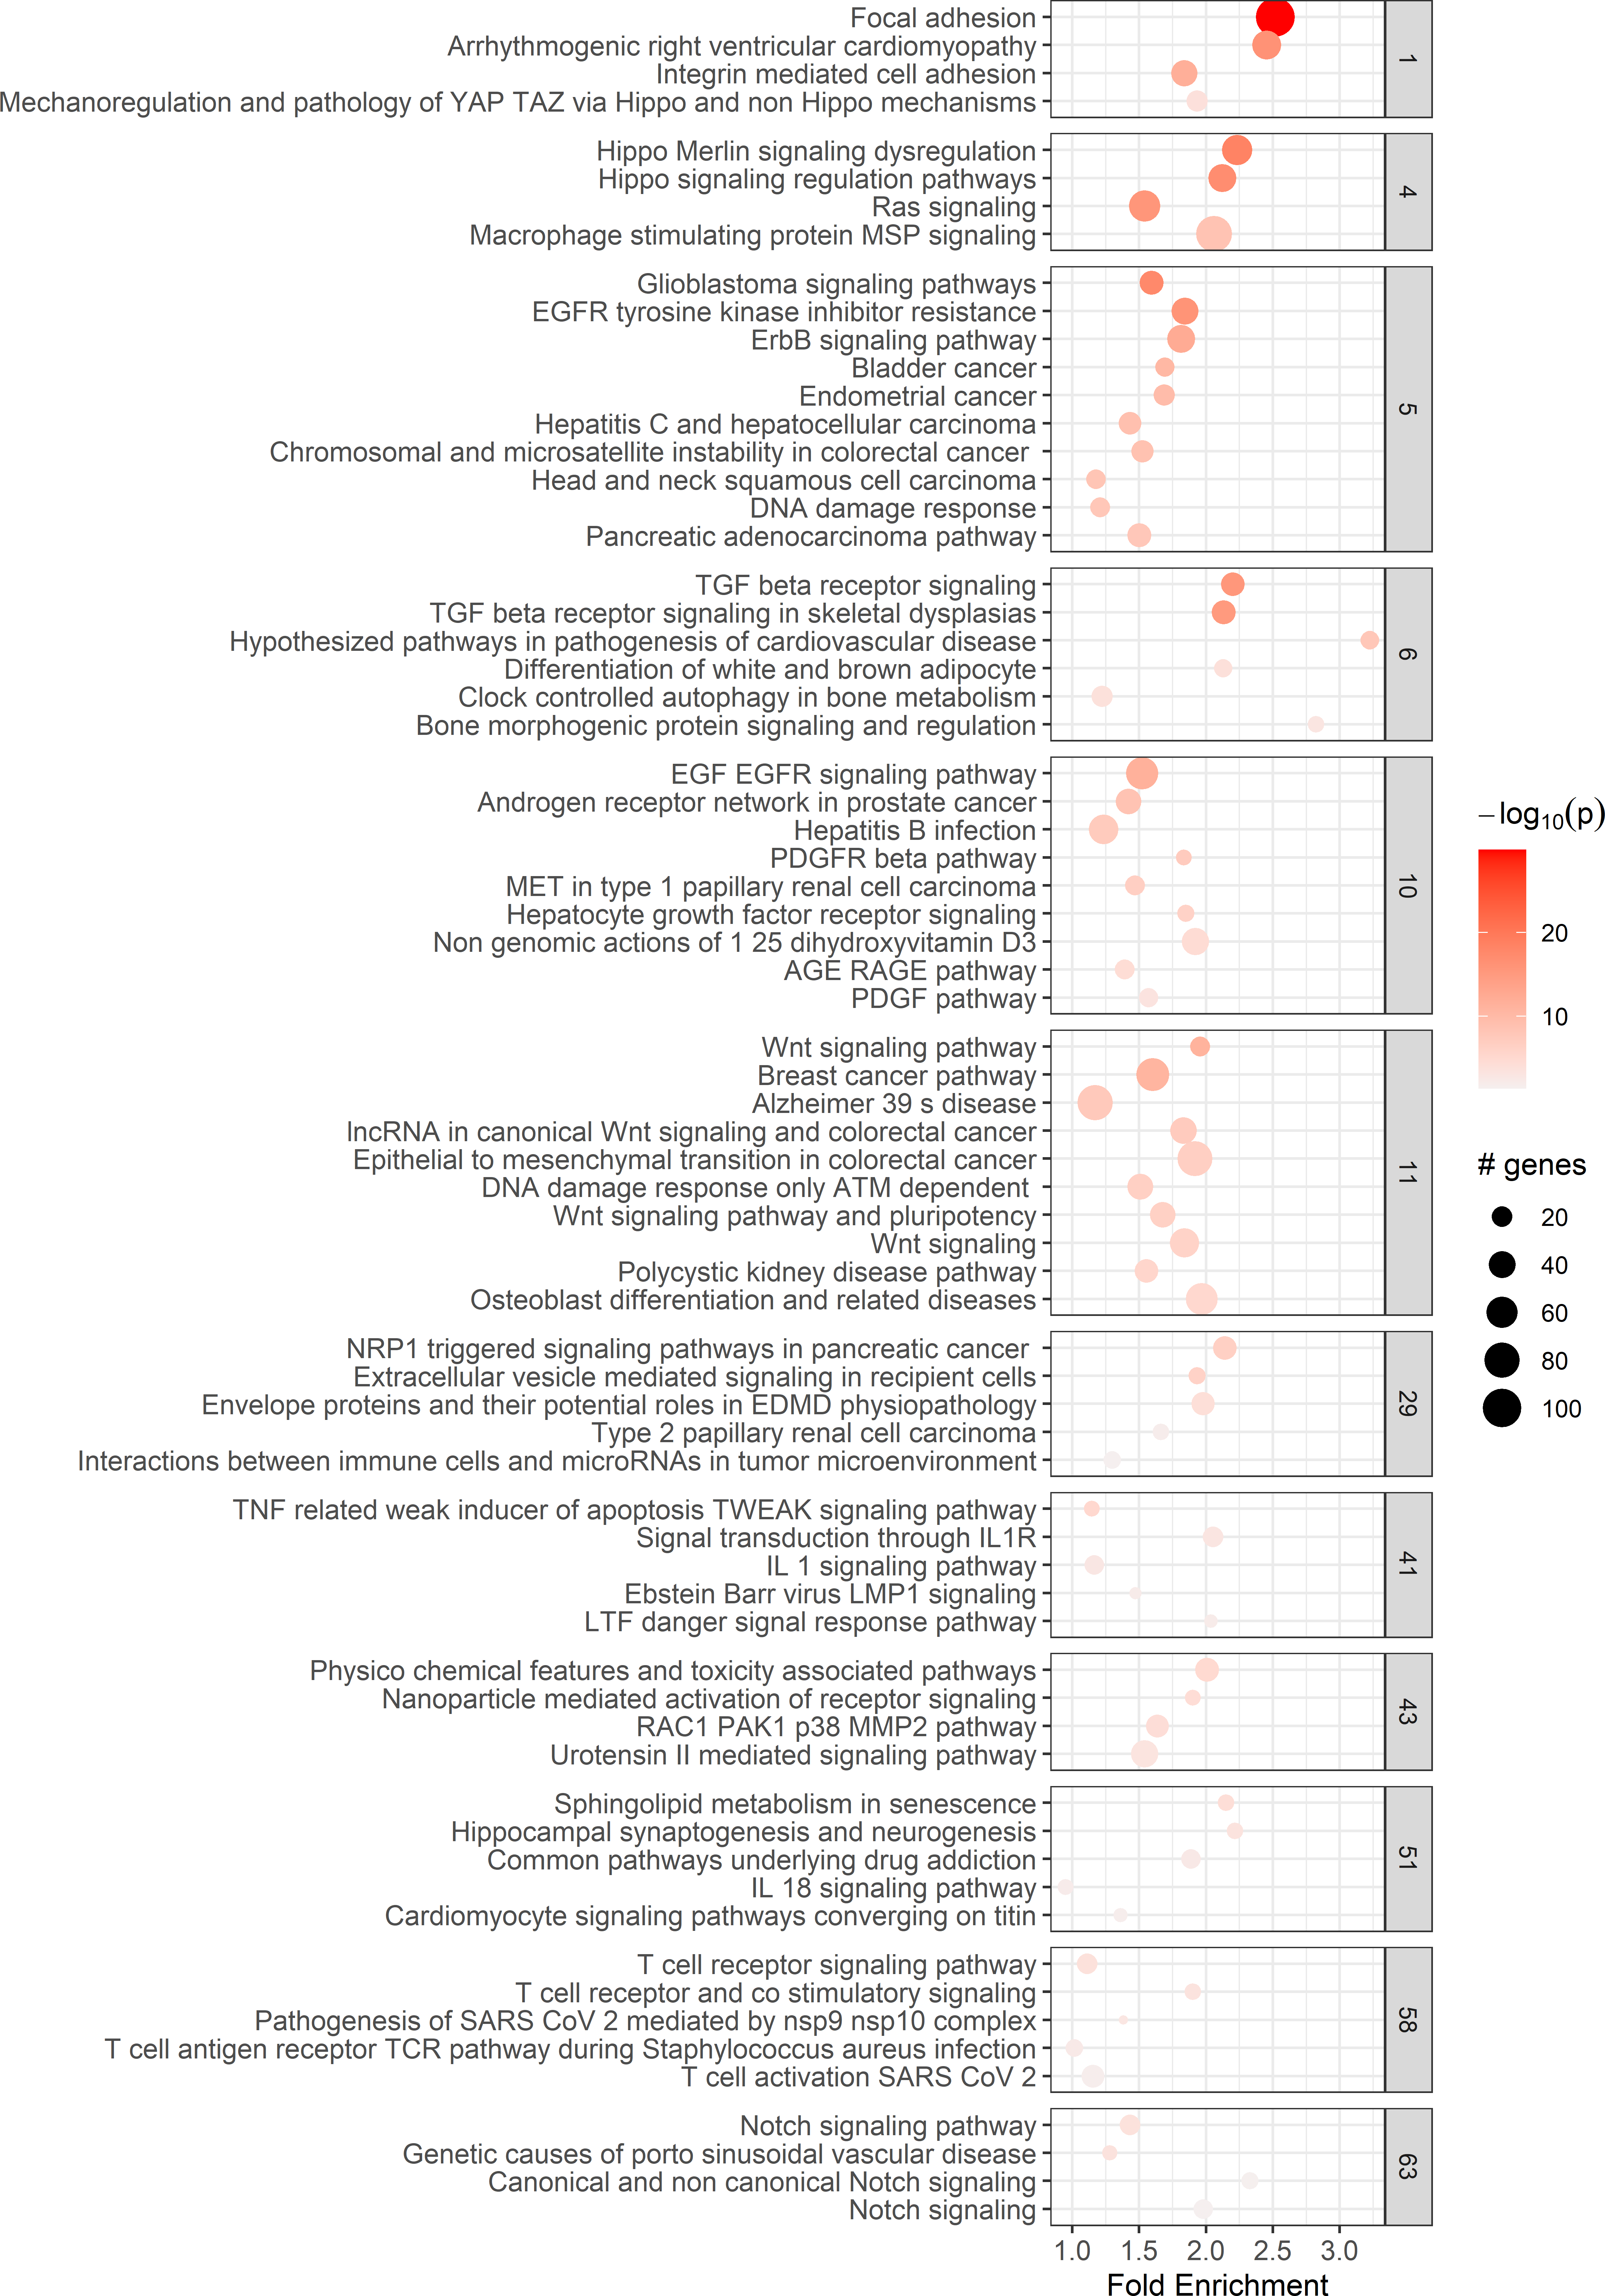 Focal adhesion
Arrhythmogenic right ventricular cardiomyopathy
Integrin mediated cell adhesion
Mechanoregulation and pathology of YAP TAZ via Hippo and non Hippo mechanisms
1
Hippo Merlin signaling dysregulation
Hippo signaling regulation pathways
Ras signaling
Macrophage stimulating protein MSP signaling
4
Glioblastoma signaling pathways
EGFR tyrosine kinase inhibitor resistance
ErbB signaling pathway
Bladder cancer
Endometrial cancer
Hepatitis C and hepatocellular carcinoma
Chromosomal and microsatellite instability in colorectal cancer
Head and neck squamous cell carcinoma
DNA damage response
Pancreatic adenocarcinoma pathway
5
TGF beta receptor signaling
TGF beta receptor signaling in skeletal dysplasias
Hypothesized pathways in pathogenesis of cardiovascular disease
Differentiation of white and brown adipocyte
Clock controlled autophagy in bone metabolism
Bone morphogenic protein signaling and regulation
6
EGF EGFR signaling pathway
Androgen receptor network in prostate cancer
Hepatitis B infection
PDGFR beta pathway
MET in type 1 papillary renal cell carcinoma
Hepatocyte growth factor receptor signaling
Non genomic actions of 1 25 dihydroxyvitamin D3
AGE RAGE pathway
PDGF pathway
10
Wnt signaling pathway
Breast cancer pathway
Alzheimer 39 s disease
lncRNA in canonical Wnt signaling and colorectal cancer
Epithelial to mesenchymal transition in colorectal cancer
DNA damage response only ATM dependent
Wnt signaling pathway and pluripotency
Wnt signaling
Polycystic kidney disease pathway
Osteoblast differentiation and related diseases
11
NRP1 triggered signaling pathways in pancreatic cancer
Extracellular vesicle mediated signaling in recipient cells
Envelope proteins and their potential roles in EDMD physiopathology
Type 2 papillary renal cell carcinoma
Interactions between immune cells and microRNAs in tumor microenvironment
29
TNF related weak inducer of apoptosis TWEAK signaling pathway
Signal transduction through IL1R
IL 1 signaling pathway
Ebstein Barr virus LMP1 signaling
LTF danger signal response pathway
41
Physico chemical features and toxicity associated pathways
Nanoparticle mediated activation of receptor signaling
RAC1 PAK1 p38 MMP2 pathway
Urotensin II mediated signaling pathway
43
Sphingolipid metabolism in senescence
Hippocampal synaptogenesis and neurogenesis
Common pathways underlying drug addiction
IL 18 signaling pathway
Cardiomyocyte signaling pathways converging on titin
51
T cell receptor signaling pathway
T cell receptor and co stimulatory signaling
Pathogenesis of SARS CoV 2 mediated by nsp9 nsp10 complex
T cell antigen receptor TCR pathway during Staphylococcus aureus infection
T cell activation SARS CoV 2
58
Notch signaling pathway
Genetic causes of porto sinusoidal vascular disease
Canonical and non canonical Notch signaling
Notch signaling
63
1.0 1.5 2.0 2.5 3.0
Fold Enrichment
−log10(p)
20
10
# genes
20
40
60
80
100